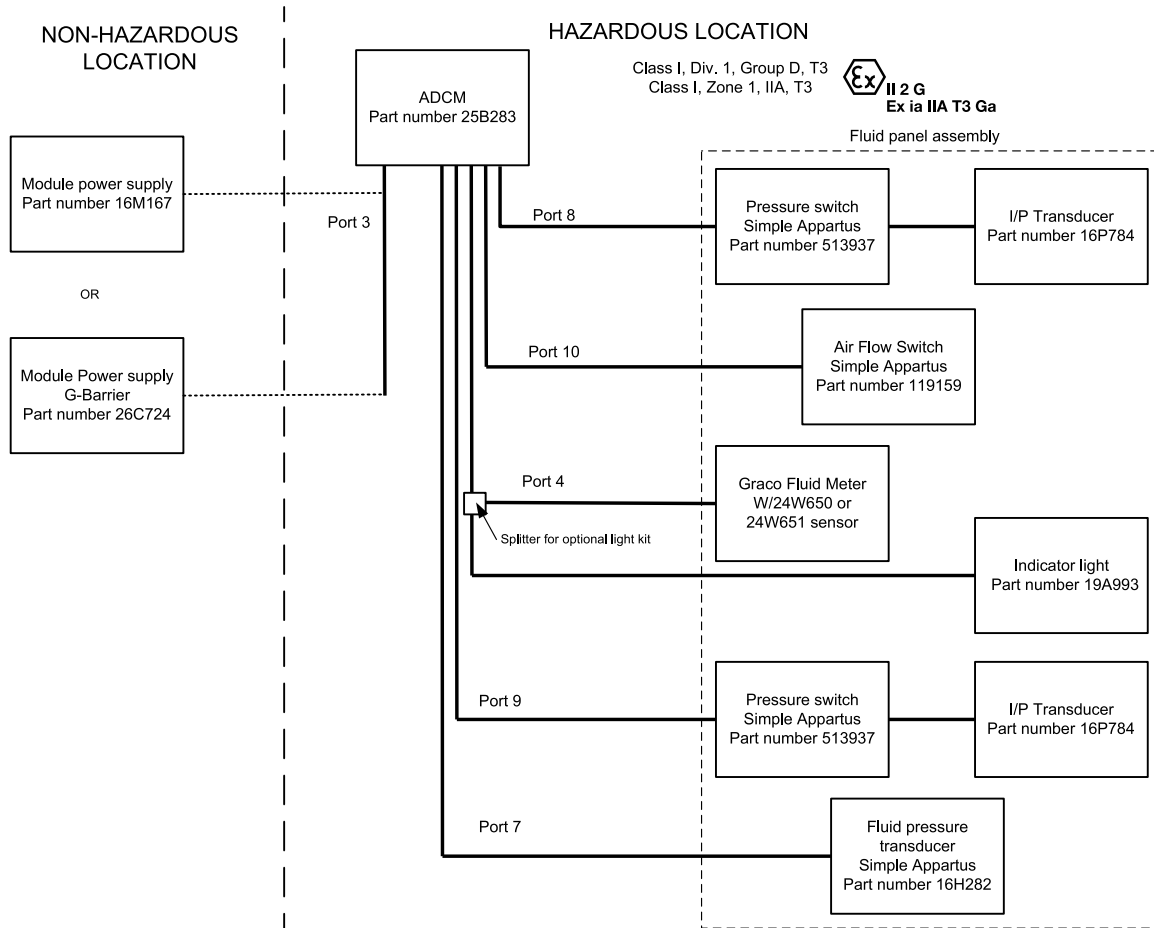 NON-HAZARDOUS
LOCATION
HAZARDOUS LOCATION
Class I, Div. 1, Group D, T3
Class I, Zone 1, IIA, T3
Ex
II 2 G
Ex ia IIA T3 Ga
Fluid panel assembly
ADCM
Part number 25B283
Module power supply
Part number 16M167
OR
Module Power supply
G-Barrier
Part number 26C724
Port 3
Port 8
Pressure switch
Simple Appartus
Part number 513937
I/P Transducer
Part number 16P784
Port 10
Air Flow Switch
Simple Appartus
Part number 119159
Port 4
Graco Fluid Meter
W/24W650 or
24W651 sensor
Splitter for optional light kit
Indicator light
Part number 19A993
Port 9
Pressure switch
Simple Appartus
Part number 513937
I/P Transducer
Part number 16P784
Port 7
Fluid pressure
transducer
Simple Appartus
Part number 16H282